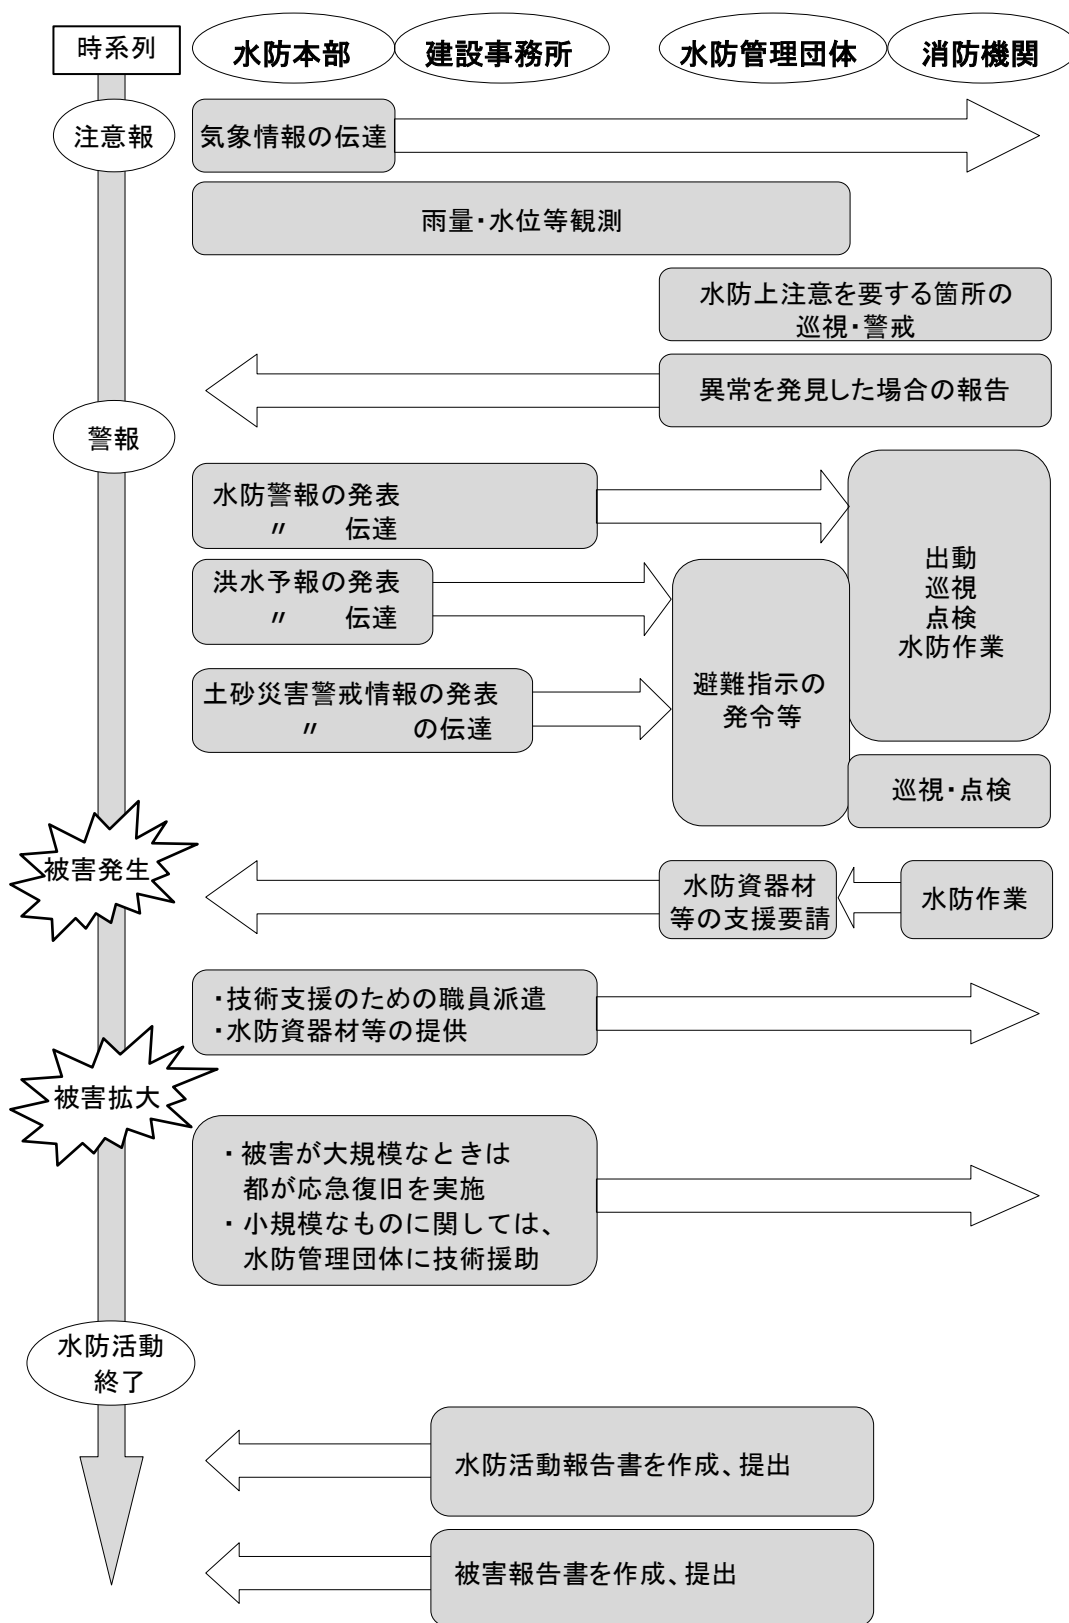 時系列
水防本部
建設事務所
水防管理団体
消防機関
注意報
気象情報の伝達
雨量・水位等観測
水防上注意を要する箇所の
巡視・警戒
異常を発見した場合の報告
警報
水防警報の発表
〃 伝達
出動
巡視
点検
水防作業
洪水予報の発表
〃 伝達
避難指示の
発令等
土砂災害警戒情報の発表
〃 の伝達
巡視・点検
被害発生
水防資器材
等の支援要請
水防作業
・技術支援のための職員派遣
・水防資器材等の提供
被害拡大
・被害が大規模なときは
都が応急復旧を実施
・小規模なものに関しては、
水防管理団体に技術援助
水防活動
終了
水防活動報告書を作成、提出
被害報告書を作成、提出